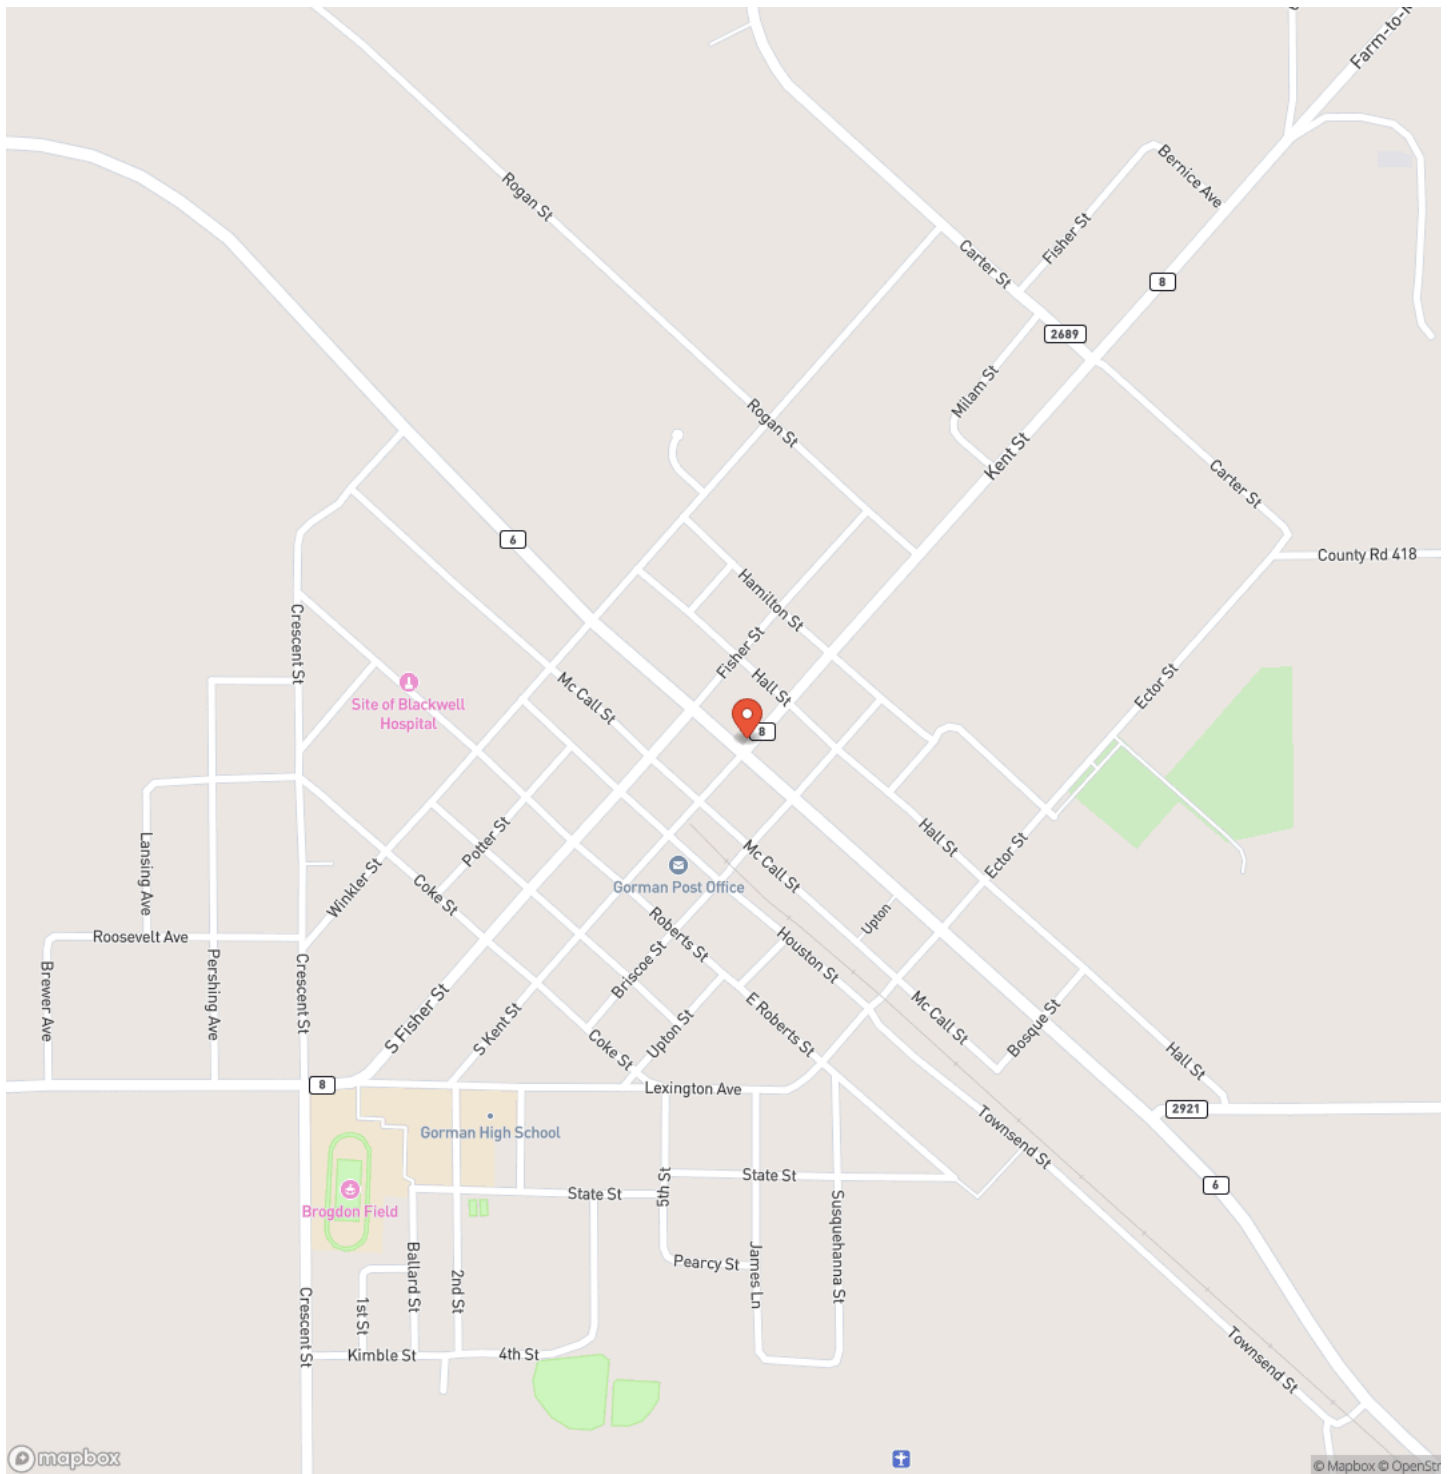 Farm-to-
Bernice Ave
Rogan St
Fisher St
Carter St
8
2689
Milam St
Rogan St
Kent St
Carter St
6
County Rd 418
Hamilton St
Crescent St
Fisher St
Hall St
Mc Call St
Ector St
Site of Blackwell
Hospital
8
Potter St
Hall St
Ector St
Lansing Ave
Mc Call St
Winkler St
Gorman Post Office
Coke St
Upton
Roosevelt Ave
Roberts St
Houston St
Briscoe St
Brewer Ave
Pershing Ave
Crescent St
S Fisher St
S Kent St
E Roberts St
Mc Call St
Bosque St
Upton St
Coke St
Hall St
8
Lexington Ave
2921
Gorman High School
Townsend St
State St
State St
5th St
6
Brogdon Field
Susquehanna St
Pearcy St
James Ln
Ballard St
2nd St
1st St
Crescent St
Kimble St
4th St
Townsend St
mapbox
© Mapbox © OpenStr